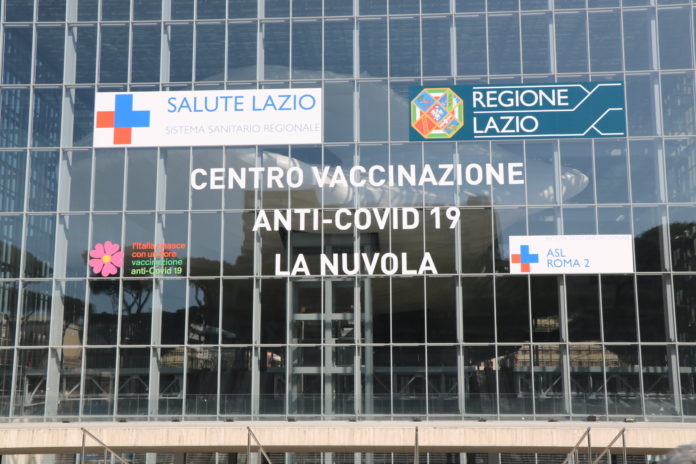 SALUTE LAZIO
SISTEMA SANITARIO REGIONALE
REGIONE
LAZIO
CENTRO VACCINAZIONE
ANTI-COVID 19
LA NUVOLA
l'Italia rinasce
con un fiore
vaccinazione
anti-Covid 19
ASL
ROMA 2